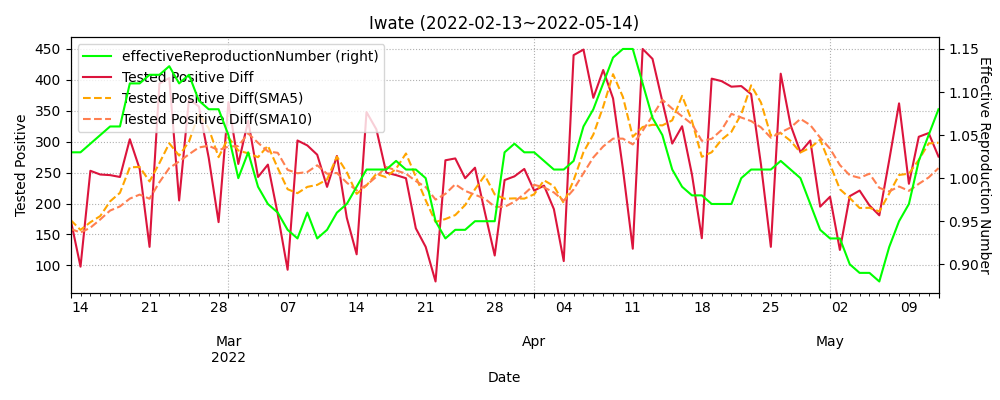 Iwate (2022-02-13~2022-05-14)
effectiveReproductionNumber (right)
Tested Positive Diff
Tested Positive Diff(SMA5)
Tested Positive Diff(SMA10)
Tested Positive
450
400
350
300
250
200
150
100
1.15
1.10
1.05
1.00
0.95
0.90
Effective Reproduction Number
14 21 28 07 14 21 28 04 11 18 25 02 09
Mar Apr May
2022
Date